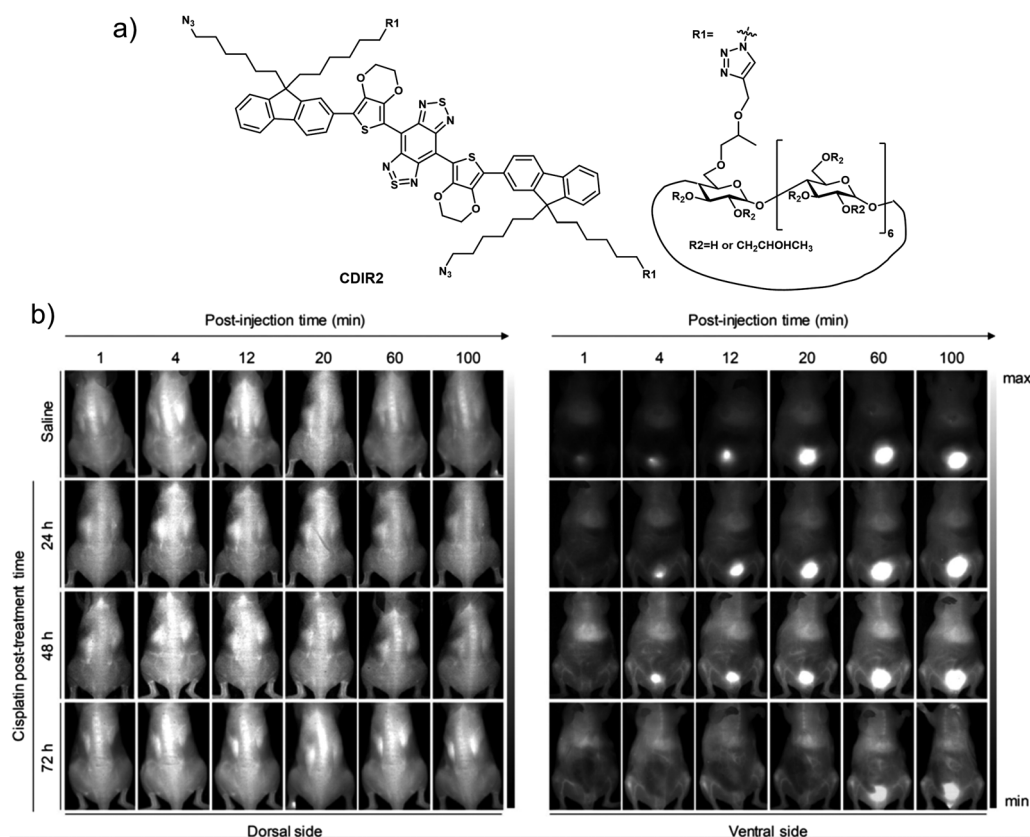 a)
N3
R1
O
O
N
S
N
S
S
N
S
N
O
O
N3
R1
CDIR2
R1=
N
N
N
O
O
O
R2O
OR2
O
OR2
O
R2O
OR2
O
6
R2=H or CH2CHOHCH3
b)
Post-injection time (min)
1 4 12 20 60 100
Post-injection time (min)
1 4 12 20 60 100
max
min
Saline
Cisplatin post-treatment time
24 h
48 h
72 h
Dorsal side
Ventral side